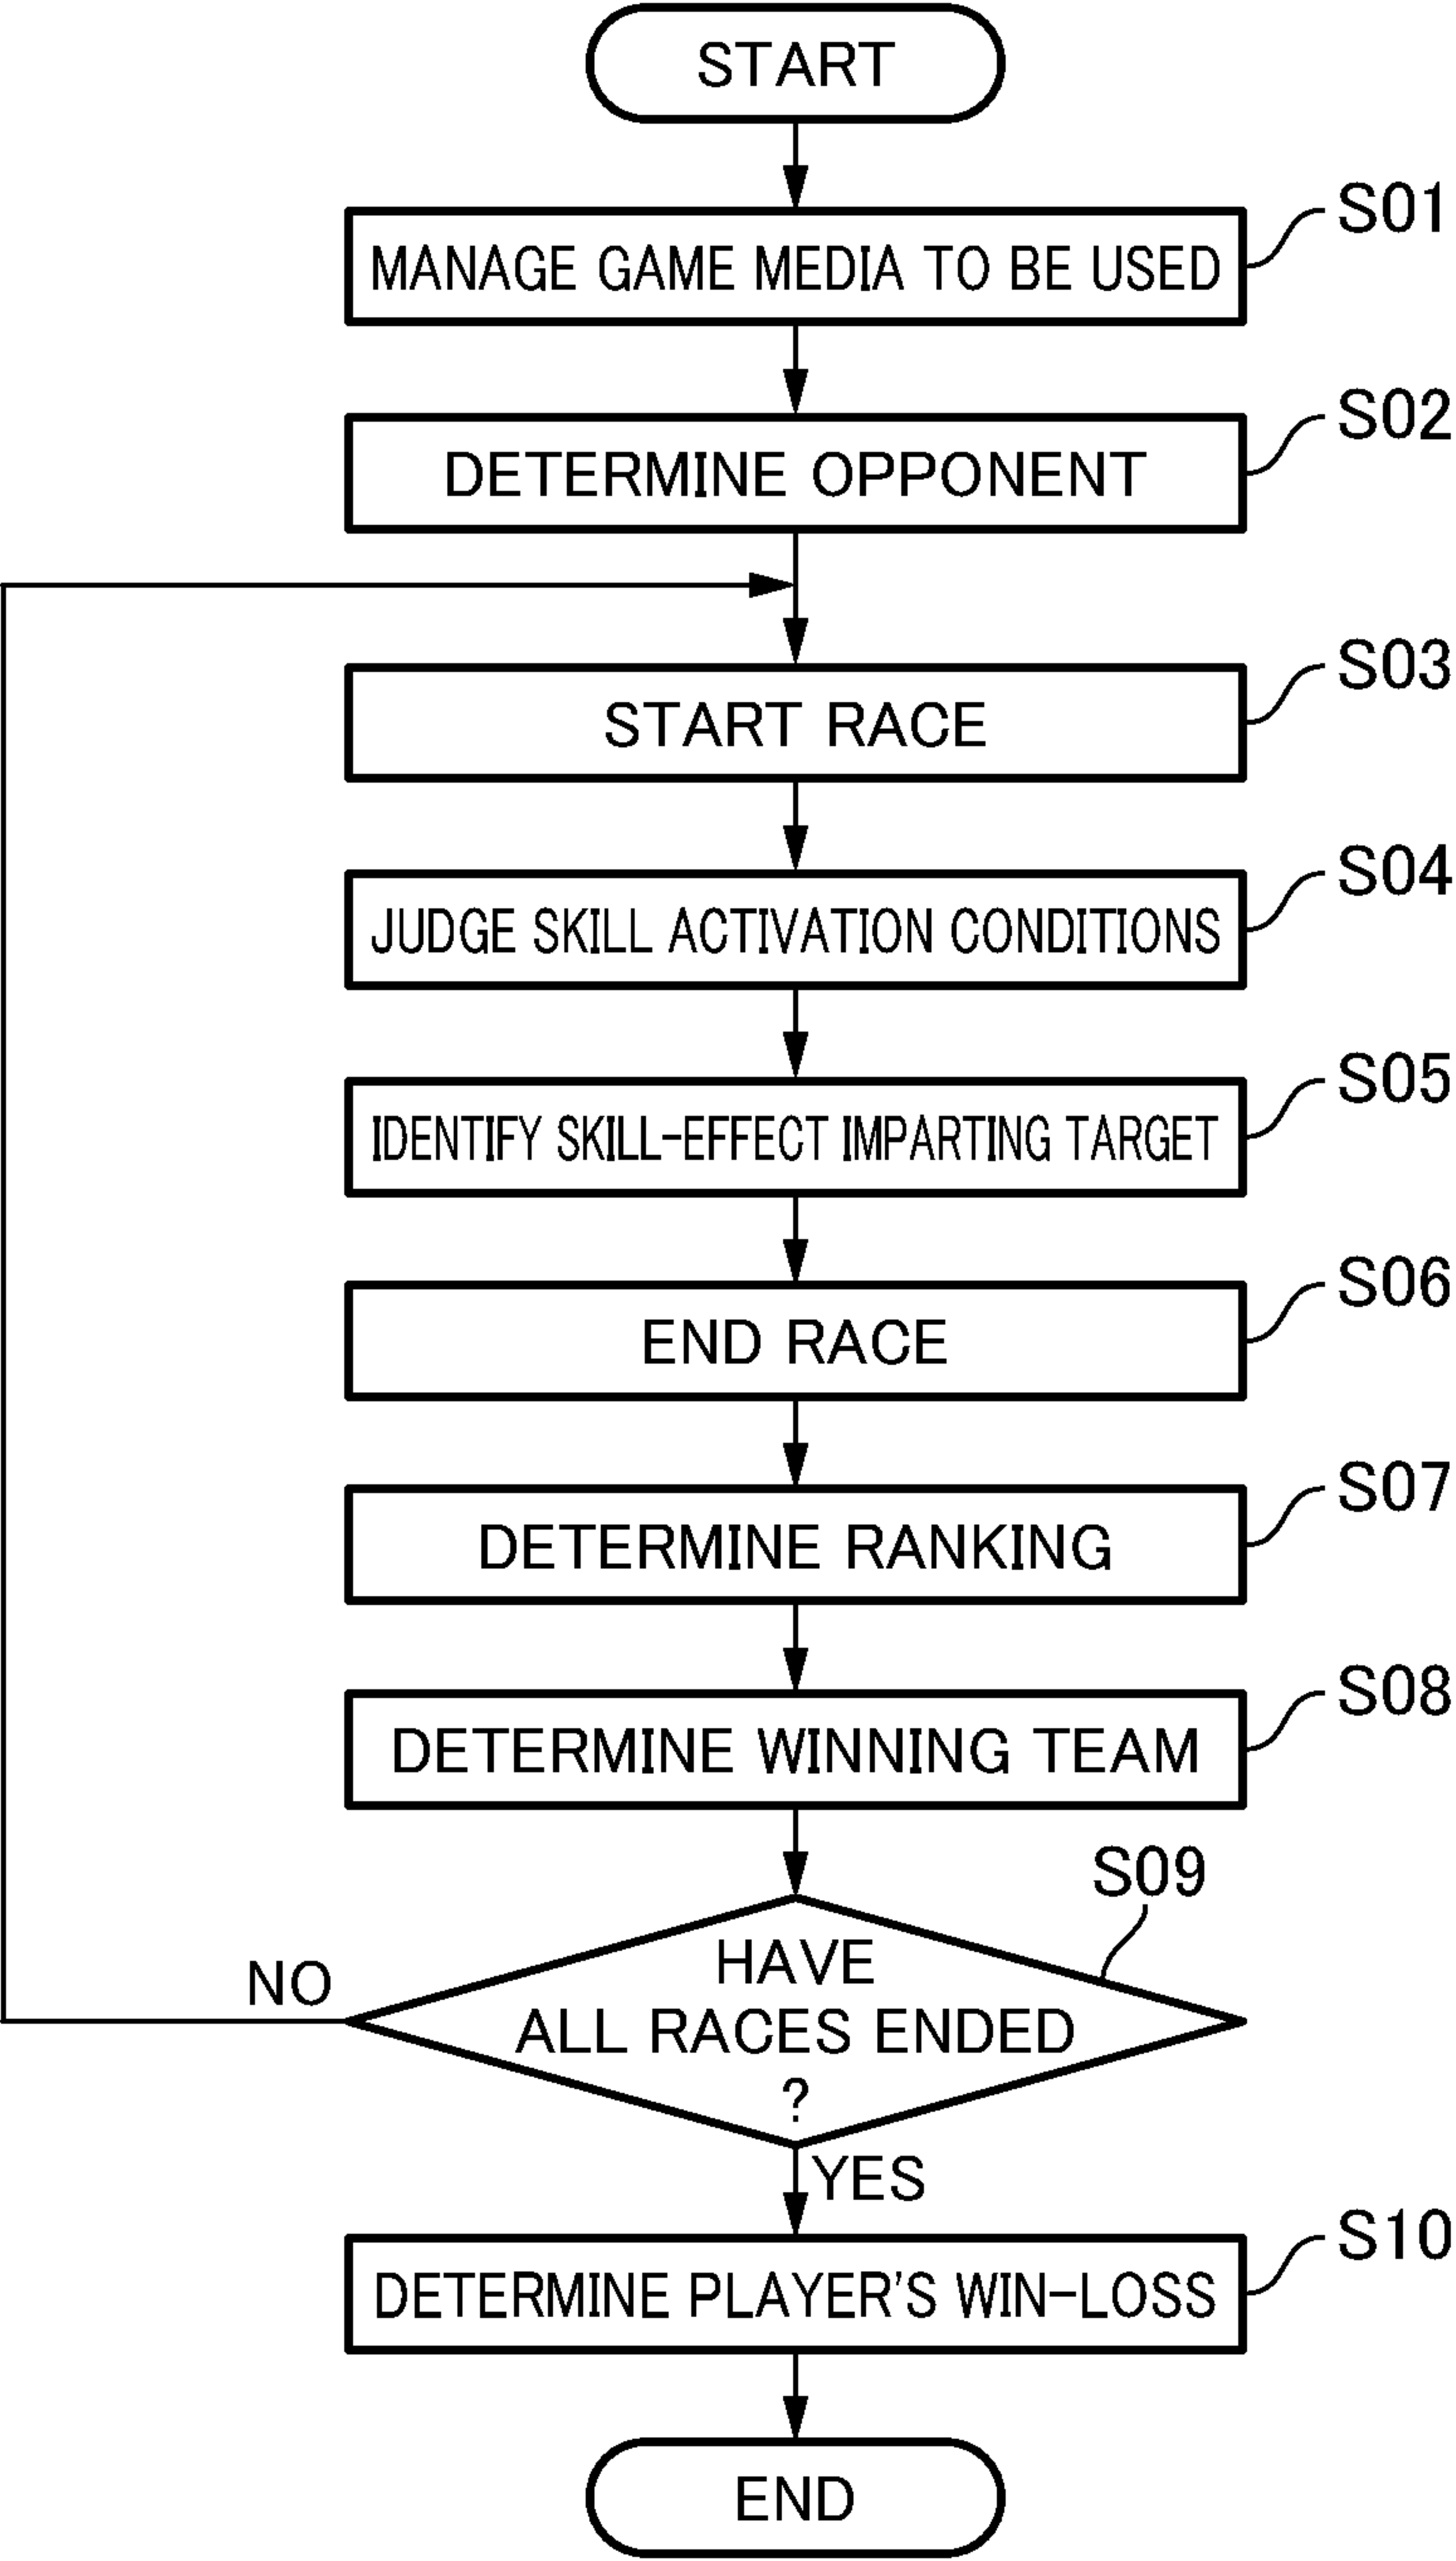 START
S01
MANAGE GAME MEDIA TO BE USED
S02
DETERMINE OPPONENT
S03
START RACE
S04
JUDGE SKILL ACTIVATION CONDITIONS
S05
IDENTIFY SKILL-EFFECT IMPARTING TARGET
S06
END RACE
S07
DETERMINE RANKING
S08
DETERMINE WINNING TEAM
S09
HAVE
ALL RACES ENDED
?
NO
YES
S10
DETERMINE PLAYER'S WIN-LOSS
END